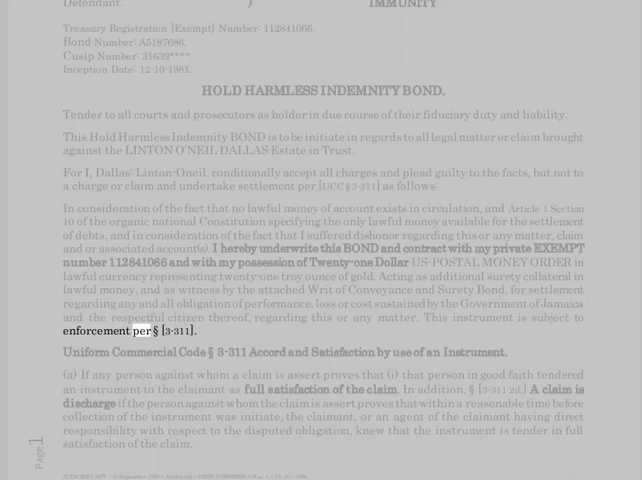 Defendant. ) IMMUNITY
Treasury Registration [Exempt] Number: 112841066.
Bond Number: A5187686.
Cusip Number: 31639****.
Inception Date: 12-10-1981.
HOLD HARMLESS INDEMNITY BOND.
Tender to all courts and prosecutors as holder in due course of their fiduciary duty and liability.
This Hold Harmless Indemnity BOND is to be initiate in regards to all legal matter or claim brought
against the LINTON O'NEIL DALLAS Estate in Trust.
For I, Dallas: Linton-Oneil, conditionally accept all charges and plead guilty to the facts, but not to
a charge or claim and undertake settlement per [UCC §3-311] as follows:
In consideration of the fact that no lawful money of account exists in circulation, and Article 1 Section
10 of the organic national Constitution specifying the only lawful money available for the settlement
of debts, and in consideration of the fact that I suffered dishonor regarding this or any matter, claim
and or associated account(s). I hereby underwrite this BOND and contract with my private EXEMPT
number 112841066 and with my possession of Twenty-one Dollar US-POSTAL MONEY ORDER in
lawful currency representing twenty-one troy ounce of gold. Acting as additional surety collateral in
lawful money, and as witness by the attached Writ of Conveyance and Surety Bond, for settlement
regarding any and all obligation of performance, loss or cost sustained by the Government of Jamaica
and the respectful citizen thereof, regarding this or any matter. This instrument is subject to
enforcement per § [3-311].
Uniform Commercial Code § 3-311 Accord and Satisfaction by use of an Instrument.
(a) If any person against whom a claim is assert proves that (i) that person in good faith tendered
an instrument to the claimant as full satisfaction of the claim. In addition, § [3-311 2d,] A claim is
discharge if the person against whom the claim is assert proves that within a reasonable time before
collection of the instrument was initiate, the claimant, or an agent of the claimant having direct
responsibility with respect to the disputed obligation, knew that the instrument is tender in full
satisfaction of the claim.
Page 1